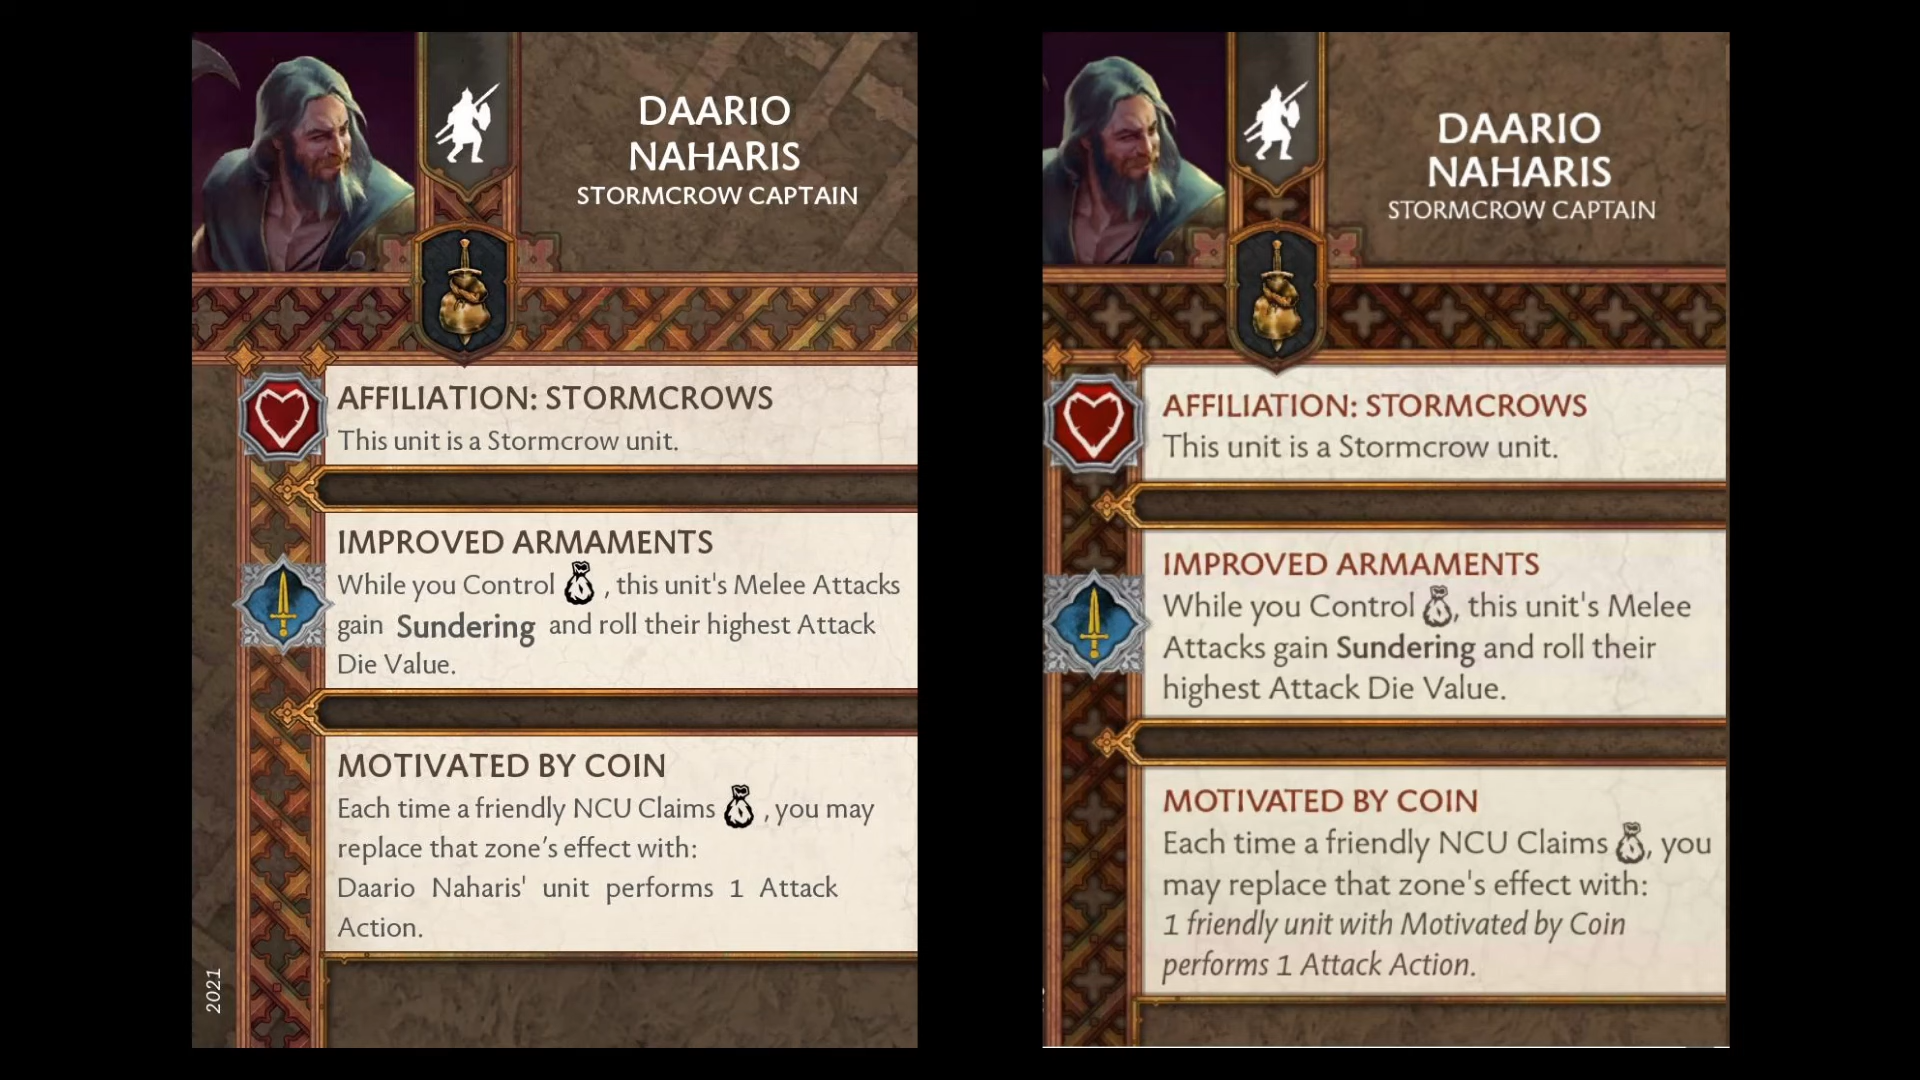 DAARIO
NAHARIS
STORMCROW CAPTAIN
AFFILIATION: STORMCROWS
This unit is a Stormcrow unit.
IMPROVED ARMAMENTS
While you Control , this unit's Melee Attacks
gain Sundering and roll their highest Attack
Die Value.
MOTIVATED BY COIN
Each time a friendly NCU Claims , you may
replace that zone’s effect with:
Daario Naharis' unit performs 1 Attack
Action.
2021
DAARIO
NAHARIS
STORMCROW CAPTAIN
AFFILIATION: STORMCROWS
This unit is a Stormcrow unit.
IMPROVED ARMAMENTS
While you Control , this unit's Melee
Attacks gain Sundering and roll their
highest Attack Die Value.
MOTIVATED BY COIN
Each time a friendly NCU Claims , you
may replace that zone's effect with:
1 friendly unit with Motivated by Coin
performs 1 Attack Action.